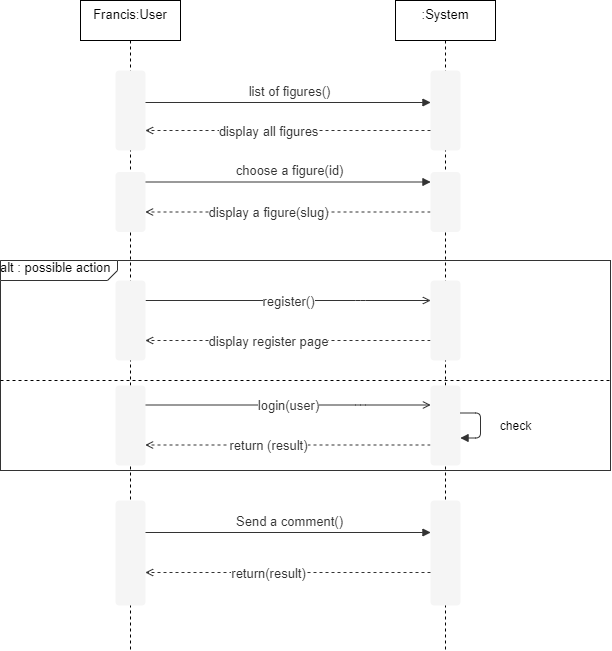 Francis:User
:System
list of figures()
display all figures
choose a figure(id)
display a figure(slug)
alt : possible action
register()
display register page
login(user)
check
return (result)
Send a comment()
return(result)